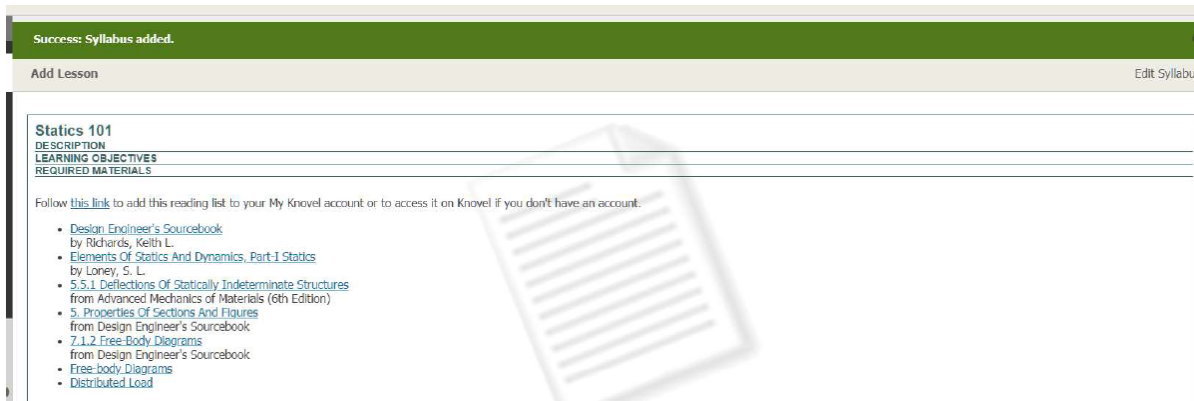 Success: Syllabus added.
Add Lesson
Edit Syllabu
Statics 101
DESCRIPTION
LEARNING OBJECTIVES
REQUIRED MATERIALS
Follow this link to add this reading list to your My Knovel account or to access it on Knovel if you don't have an account.
• Design Engineer's Sourcebook
by Richards, Keith L.
• Elements Of Statics And Dynamics, Part-I Statics
by Loney, S. L.
• 5.5.1 Deflections Of Statically Indeterminate Structures
from Advanced Mechanics of Materials (6th Edition)
• 5. Properties Of Sections And Figures
from Design Engineer's Sourcebook
• 7.1.2 Free-Body Diagrams
from Design Engineer's Sourcebook
• Free-body Diagrams
• Distributed Load